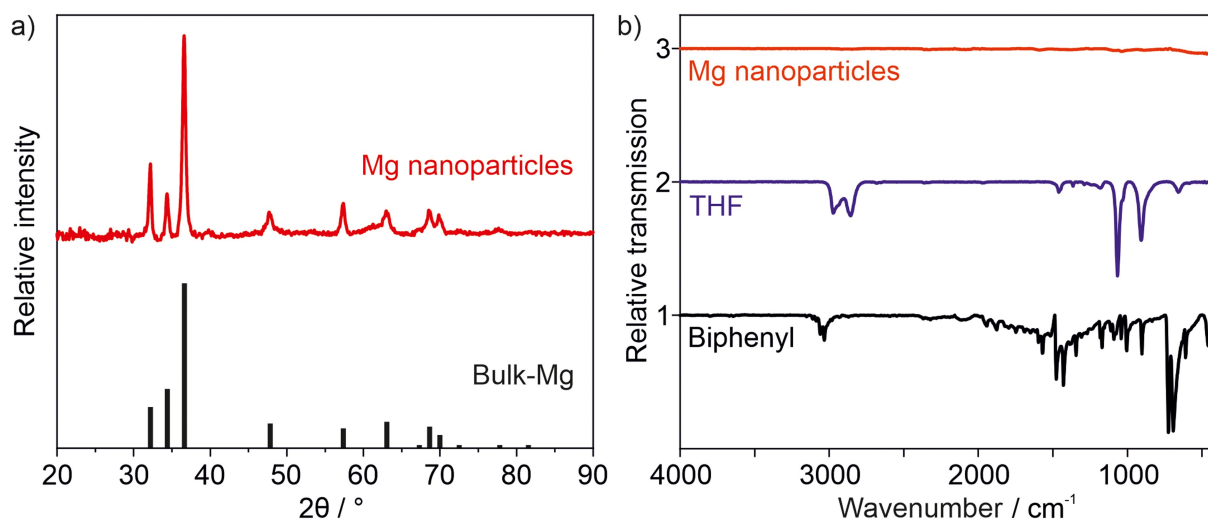 a)
Relative intensity
Mg nanoparticles
Bulk-Mg
20 30 40 50 60 70 80 90
2θ / °
b)
Relative transmission
3
Mg nanoparticles
2
THF
1
Biphenyl
4000 3000 2000 1000
Wavenumber / cm⁻¹